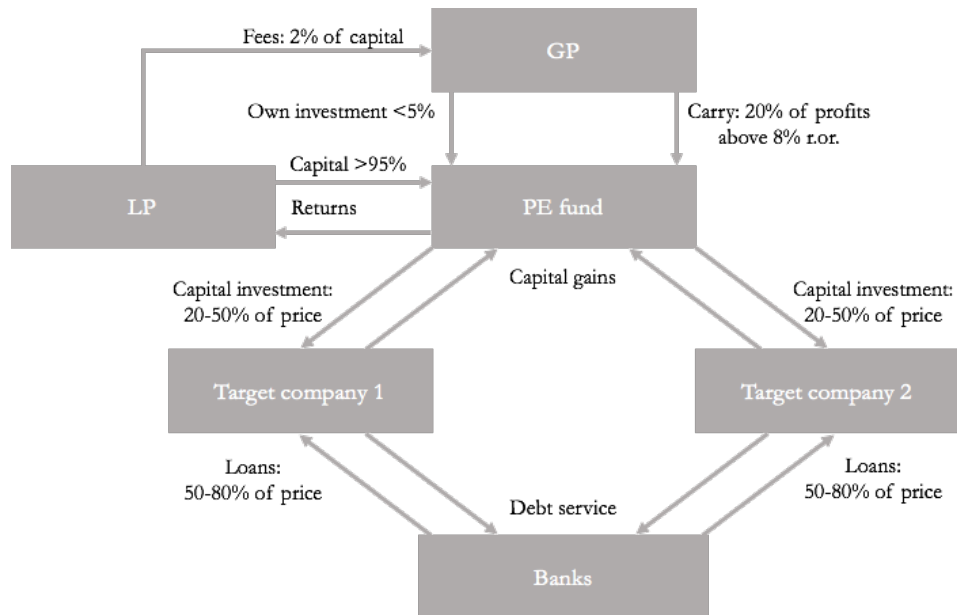 Fees: 2% of capital
GP
Own investment <5%
Carry: 20% of profits
above 8% r.or.
Capital >95%
LP
Returns
PE fund
Capital investment:
20-50% of price
Capital gains
Capital investment:
20-50% of price
Target company 1
Target company 2
Loans:
50-80% of price
Debt service
Loans:
50-80% of price
Banks